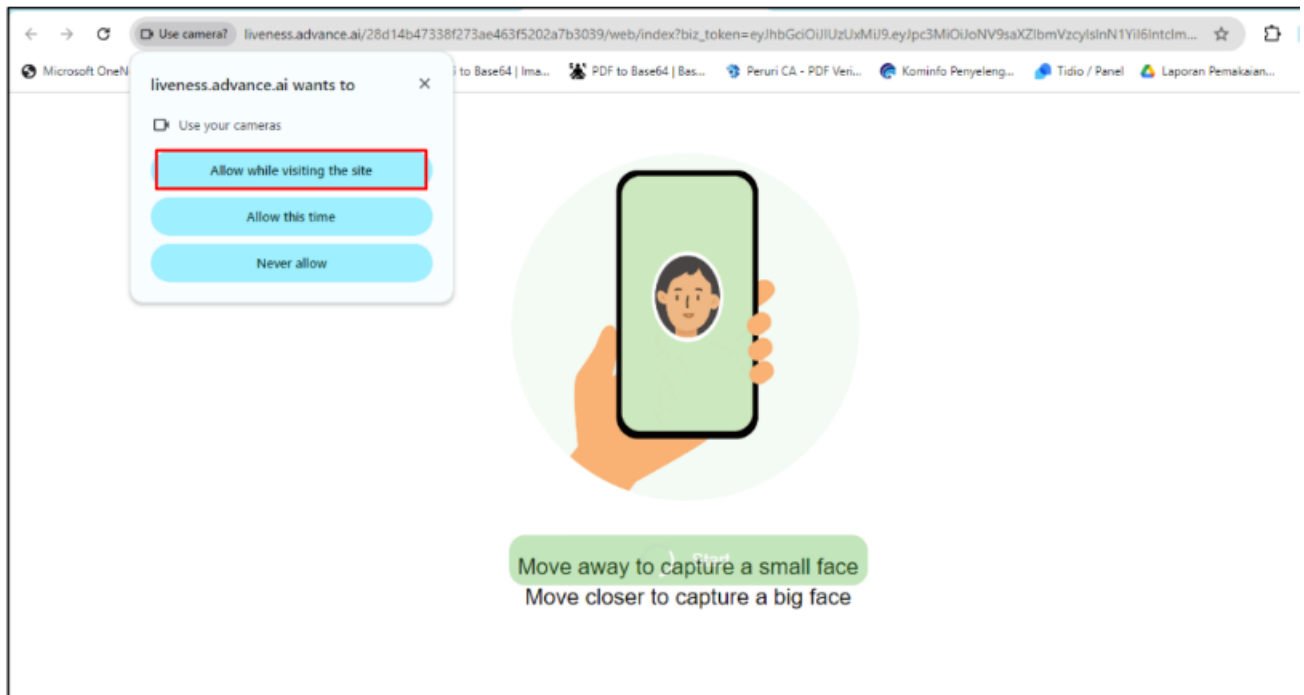 Use camera?
liveness.advance.ai/28d14b47338f273ae463f5202a7b3039/web/index?biz_token=
Microsoft OneN
i to Base64 | Ima...
PDF to Base64 | Bas...
Peruri CA - PDF Veri...
Kominfo Penyeleng...
Tidio / Panel
Laporan Pemakaian...
liveness.advance.ai wants to
Use your cameras
Allow while visiting the site
Allow this time
Never allow
Start
Move away to capture a small face
Move closer to capture a big face